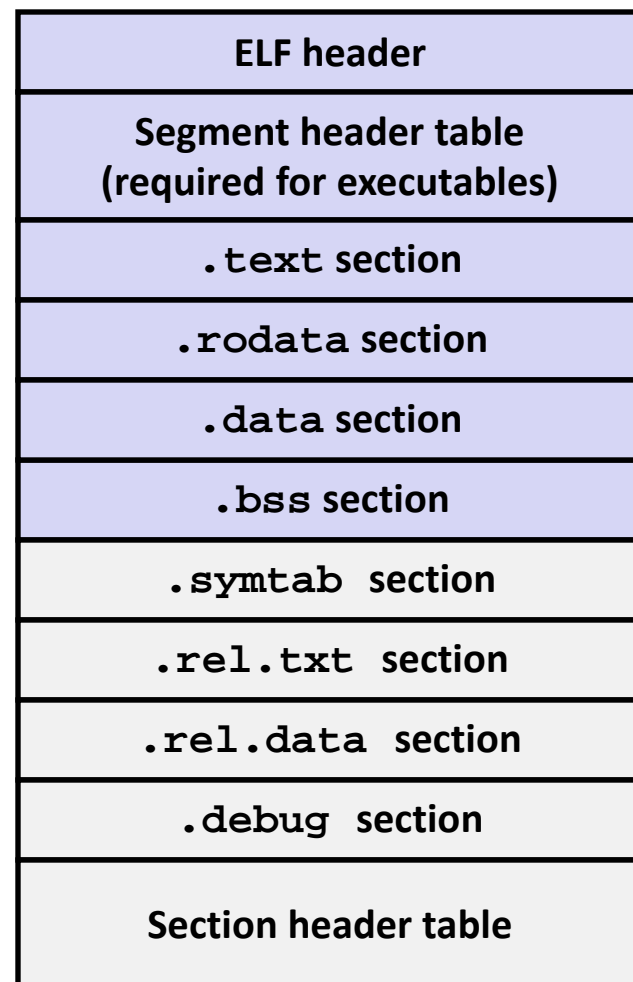 ELF header
Segment header table
(required for executables)
.text section
.rodata section
.data section
.bss section
.symtab section
.rel.txt section
.rel.data section
.debug section
Section header table